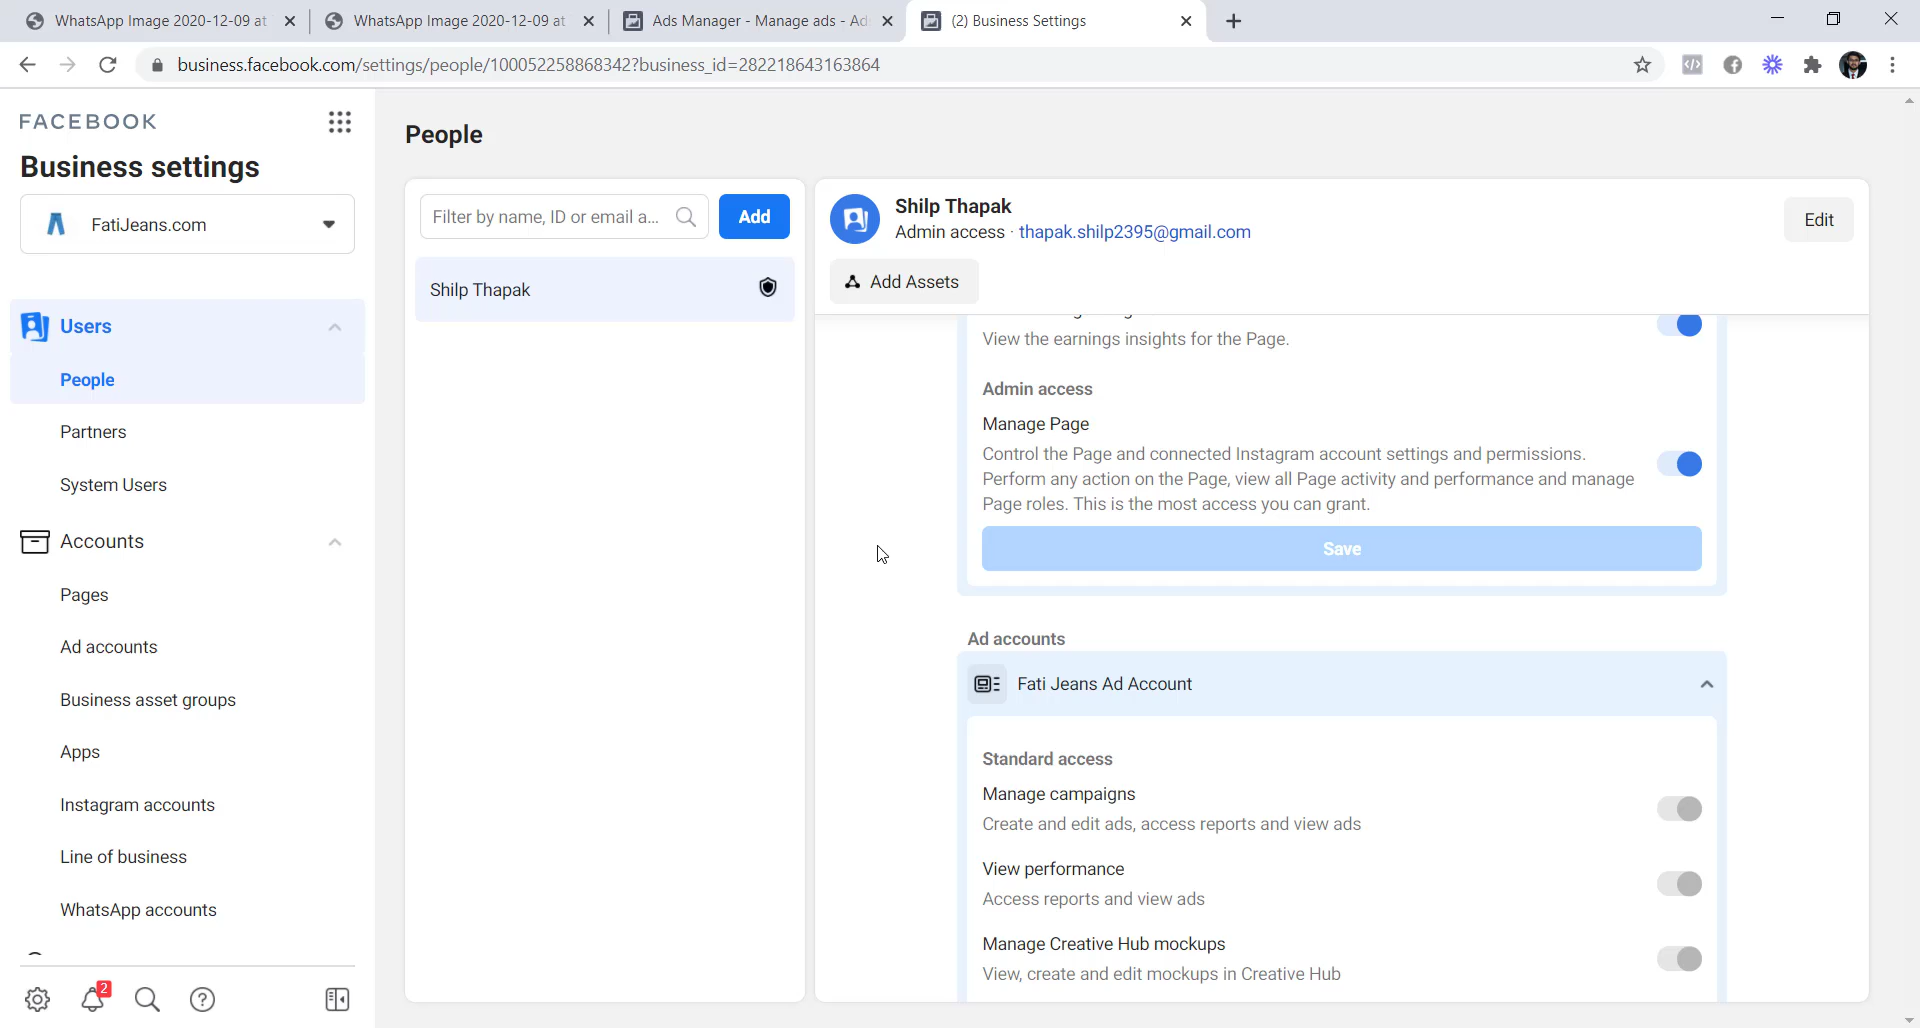 WhatsApp Image 2020-12-09 at
WhatsApp Image 2020-12-09 at
Ads Manager - Manage ads - Ad
(2) Business Settings
business.facebook.com/settings/people/100052258868342?business_id=282218643163864
FACEBOOK
Business settings
FatiJeans.com
Users
People
Partners
System Users
Accounts
Pages
Ad accounts
Business asset groups
Apps
Instagram accounts
Line of business
WhatsApp accounts
2
People
Filter by name, ID or email a...
Add
Shilp Thapak
Shilp Thapak
Admin access · thapak.shilp2395@gmail.com
Edit
Add Assets
View the earnings insights for the Page.
Admin access
Manage Page
Control the Page and connected Instagram account settings and permissions.
Perform any action on the Page, view all Page activity and performance and manage
Page roles. This is the most access you can grant.
Save
Ad accounts
Fati Jeans Ad Account
Standard access
Manage campaigns
Create and edit ads, access reports and view ads
View performance
Access reports and view ads
Manage Creative Hub mockups
View, create and edit mockups in Creative Hub